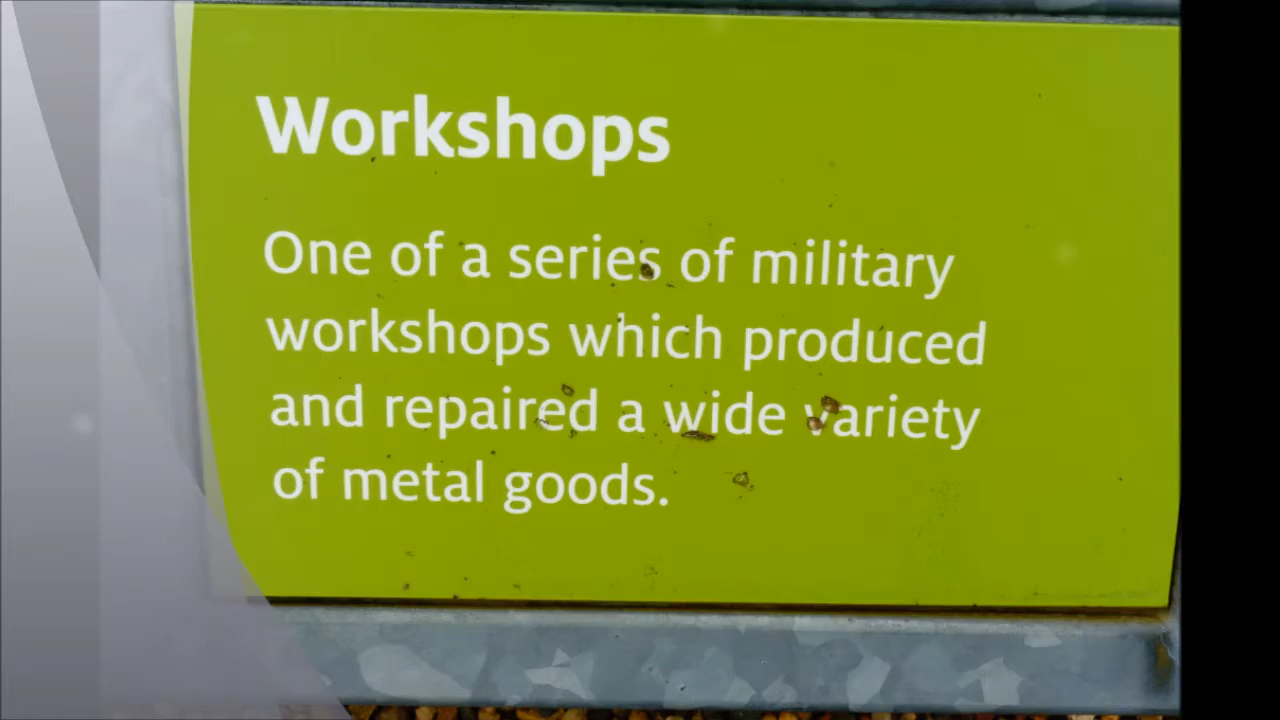 Workshops
One of a series of military
workshops which produced
and repaired a wide variety
of metal goods.